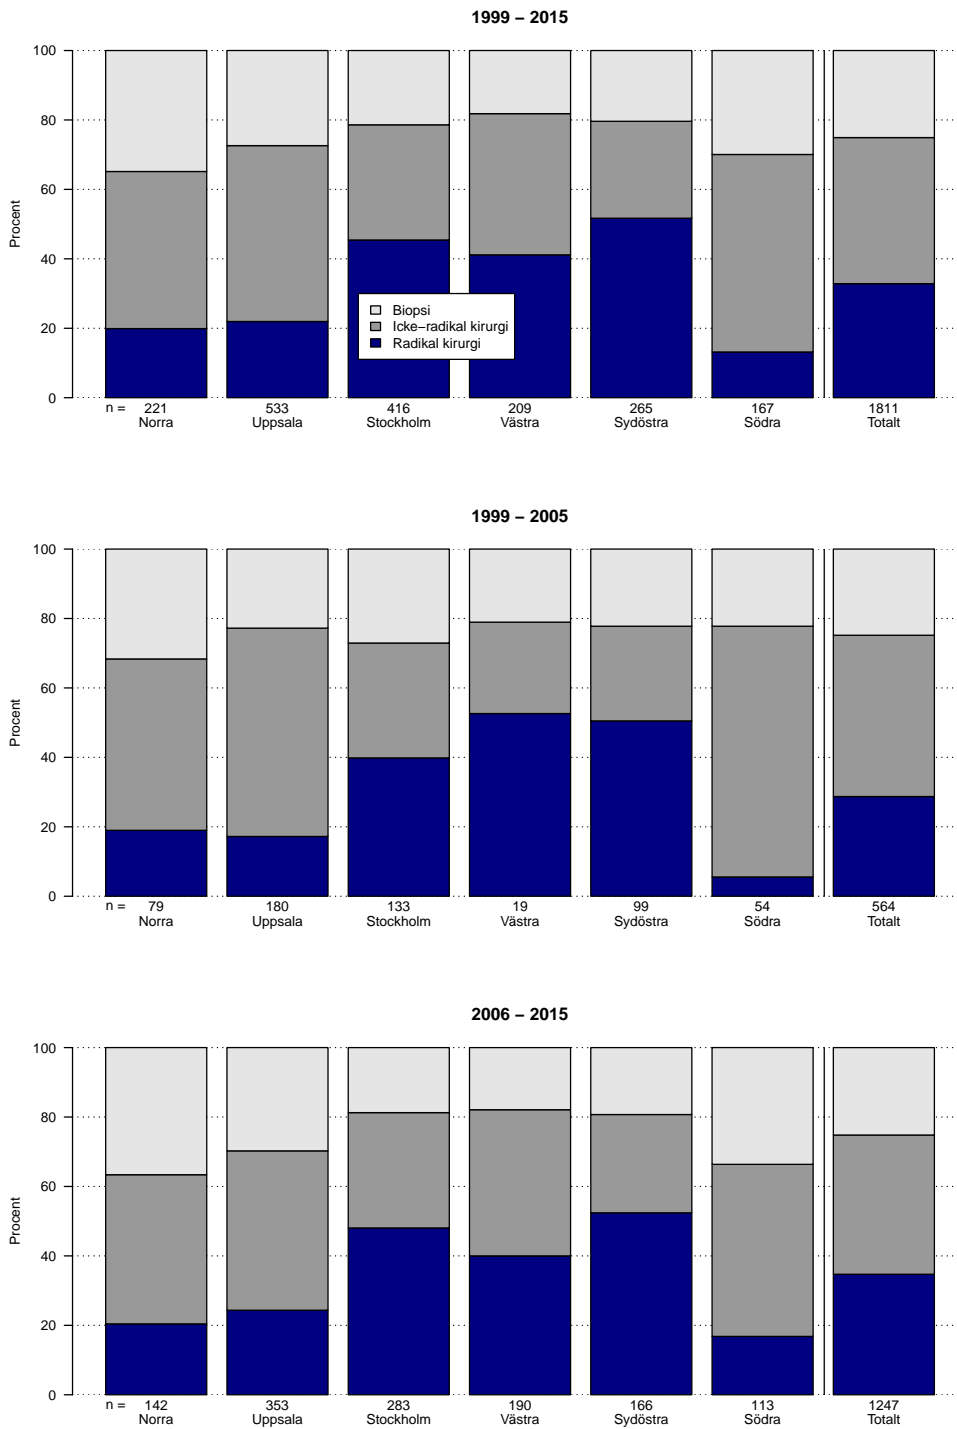 1999 – 2015
100
80
60
40
20
0
Procent
Biopsi
Icke−radikal kirurgi
Radikal kirurgi
n = 221 533 416 209 265 167 1811
Norra Uppsala Stockholm Västra Sydöstra Södra Totalt
1999 – 2005
100
80
60
40
20
0
Procent
n = 79 180 133 19 99 54 564
Norra Uppsala Stockholm Västra Sydöstra Södra Totalt
2006 – 2015
100
80
60
40
20
0
Procent
n = 142 353 283 190 166 113 1247
Norra Uppsala Stockholm Västra Sydöstra Södra Totalt